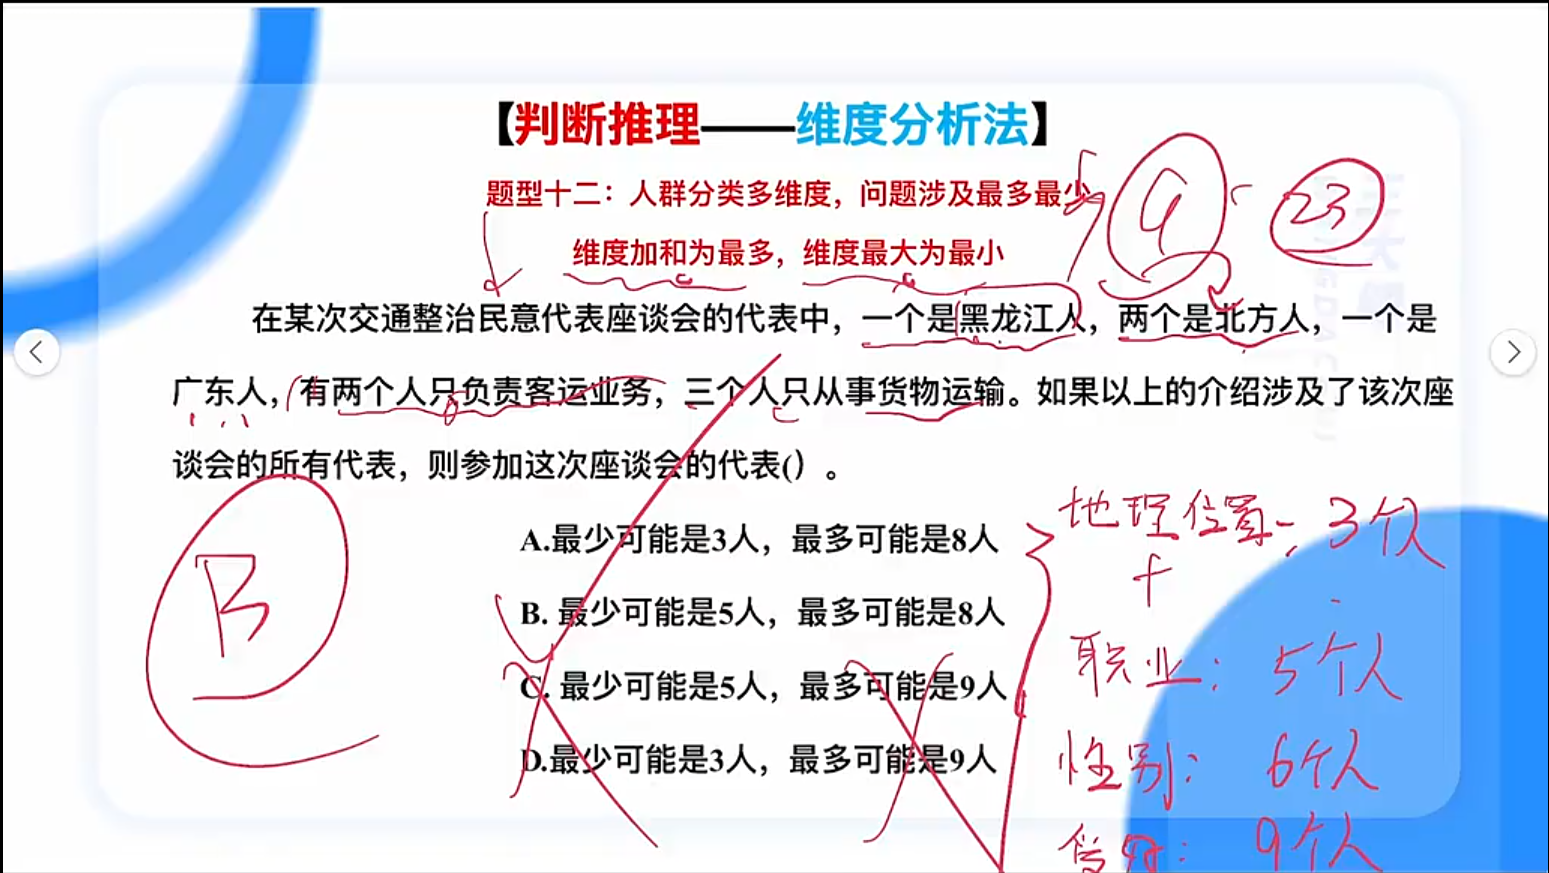 【判断推理——维度分析法】
题型十二：人群分类多维度，问题涉及最多最少
维度加和为最多，维度最大为最小
9
23
在某次交通整治民意代表座谈会的代表中，一个是黑龙江人，两个是北方人，一个是
广东人，有两个人只负责客运业务，三个人只从事货物运输。如果以上的介绍涉及了该次座
谈会的所有代表，则参加这次座谈会的代表()。
A.最少可能是3人，最多可能是8人
B. 最少可能是5人，最多可能是8人
C. 最少可能是5人，最多可能是9人
D.最少可能是3人，最多可能是9人
B
地理位置：3个人
+
职业：5个人
性别：6个人
9个人